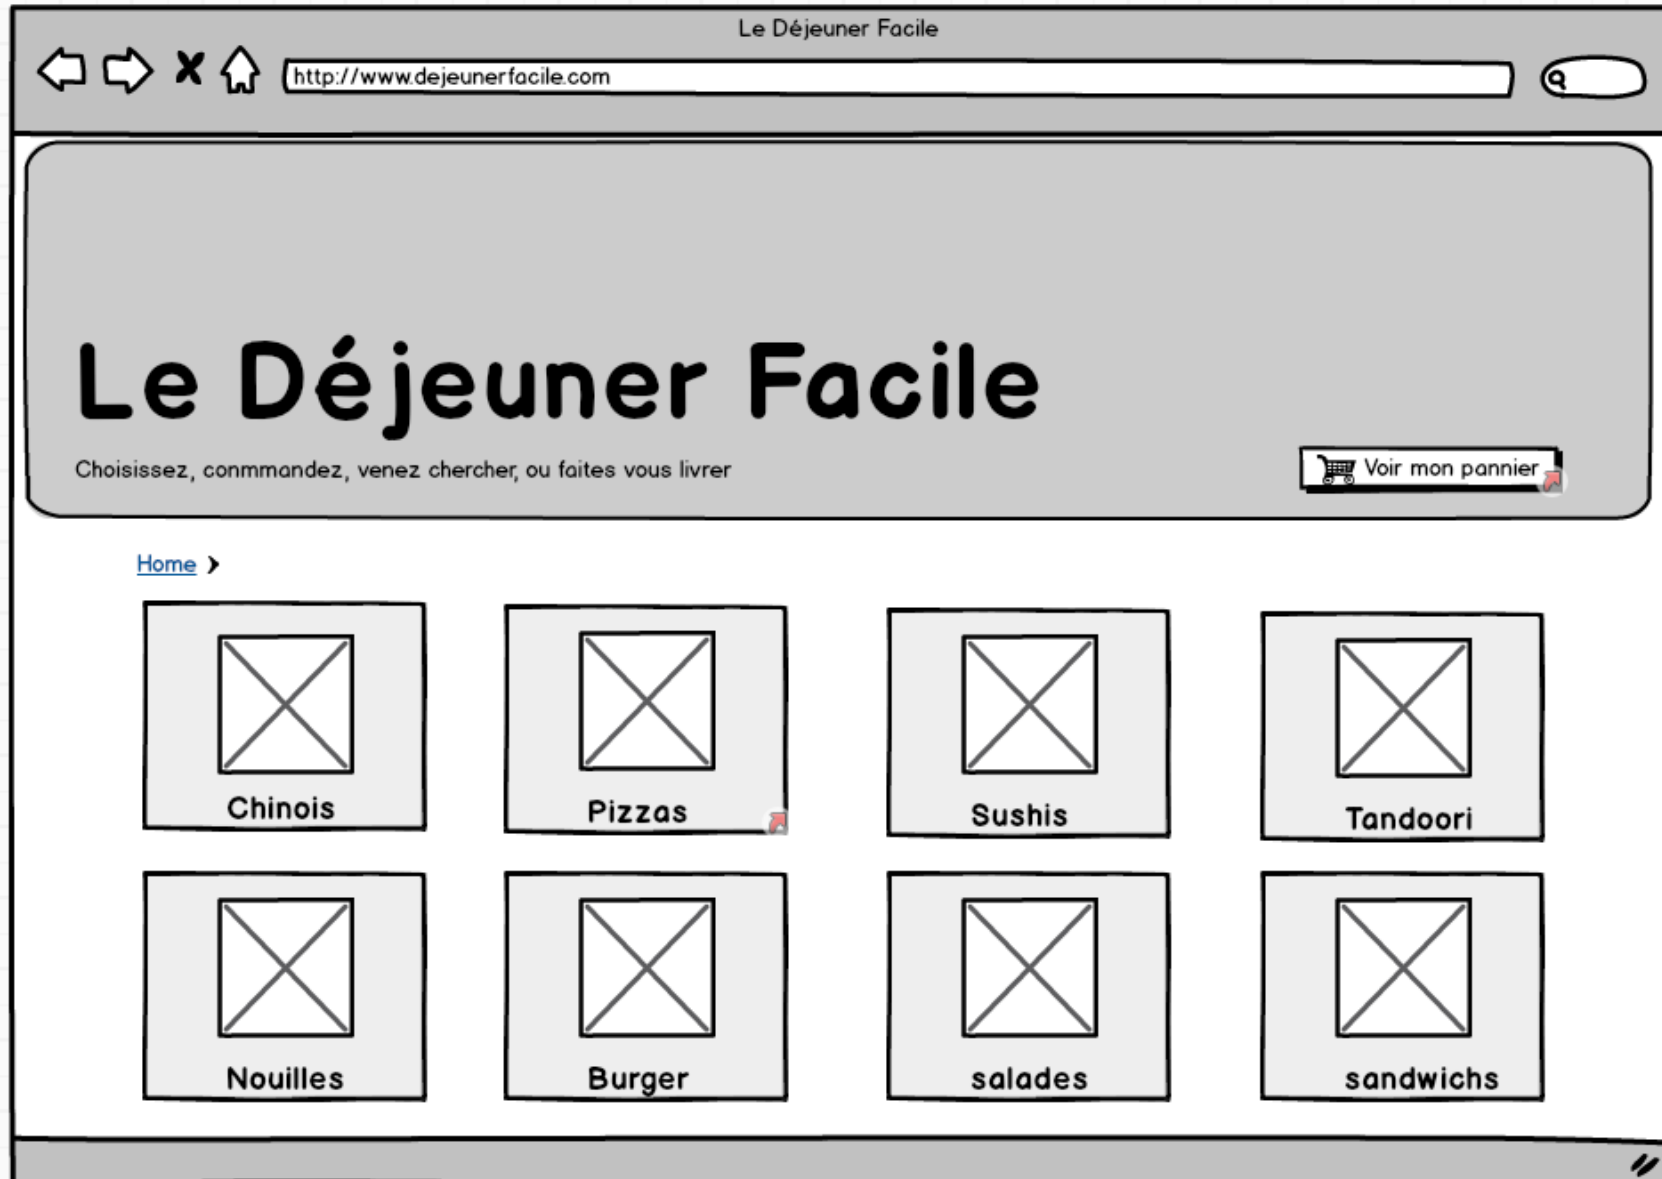 Le Déjeuner Facile
http://www.dejeunerfacile.com
Le Déjeuner Facile
Choisissez, conmmandez, venez chercher, ou faites vous livrer
Voir mon pannier
Home
Chinois
Pizzas
Sushis
Tandoori
Nouilles
Burger
salades
sandwichs